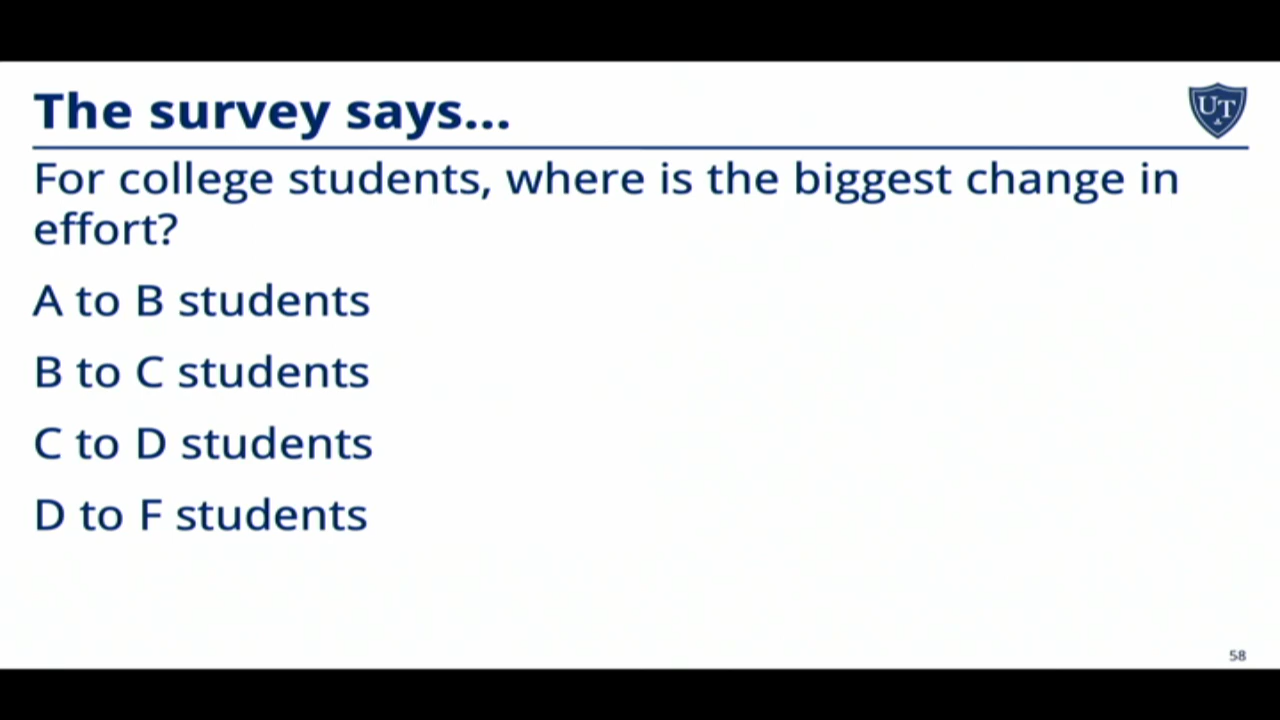 The survey says...
UT
For college students, where is the biggest change in
effort?
A to B students
B to C students
C to D students
D to F students
58